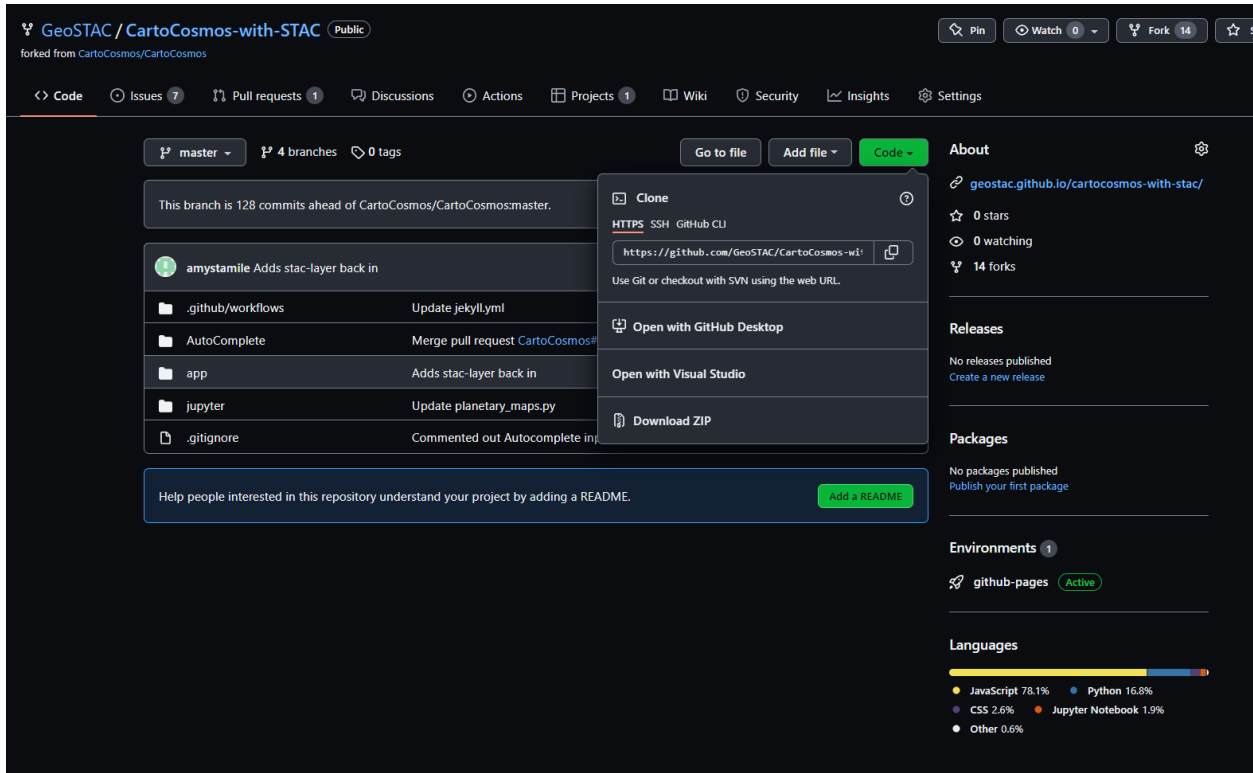 GeoSTAC / CartoCosmos-with-STAC Public
Pin
Watch 0
Fork 14
forked from CartoCosmos/CartoCosmos
Code
Issues 7
Pull requests 1
Discussions
Actions
Projects 1
Wiki
Security
Insights
Settings
master
4 branches
0 tags
Go to file
Add file
Code
This branch is 128 commits ahead of CartoCosmos/CartoCosmos:master.
amystamile Adds stac-layer back in
.github/workflows Update jekyll.yml
AutoComplete Merge pull request CartoCosmos#
app Adds stac-layer back in
jupyter Update planetary_maps.py
.gitignore Commented out Autocomplete inp
Clone
HTTPS SSH GitHub CLI
https://github.com/GeoSTAC/CartoCosmos-wit
Use Git or checkout with SVN using the web URL.
Open with GitHub Desktop
Open with Visual Studio
Download ZIP
Help people interested in this repository understand your project by adding a README.
Add a README
About
geostac.github.io/cartocosmos-with-stac/
0 stars
0 watching
14 forks
Releases
No releases published
Create a new release
Packages
No packages published
Publish your first package
Environments 1
github-pages Active
Languages
JavaScript 78.1% Python 16.8%
CSS 2.6% Jupyter Notebook 1.9%
Other 0.6%